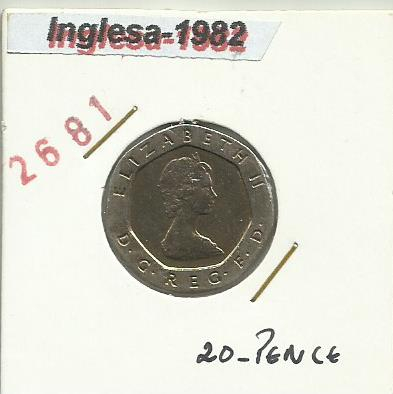 Inglesa-1982
2681
ELIZABETH II
D.G.REG.F.D.
20-PENCE